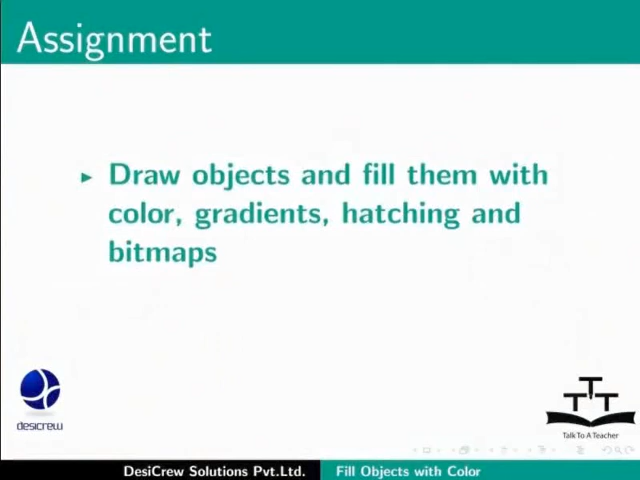 Assignment
Draw objects and fill them with
color, gradients, hatching and
bitmaps
desicrew
TTT
Talk To A Teacher
DesiCrew Solutions Pvt.Ltd.
Fill Objects with Color